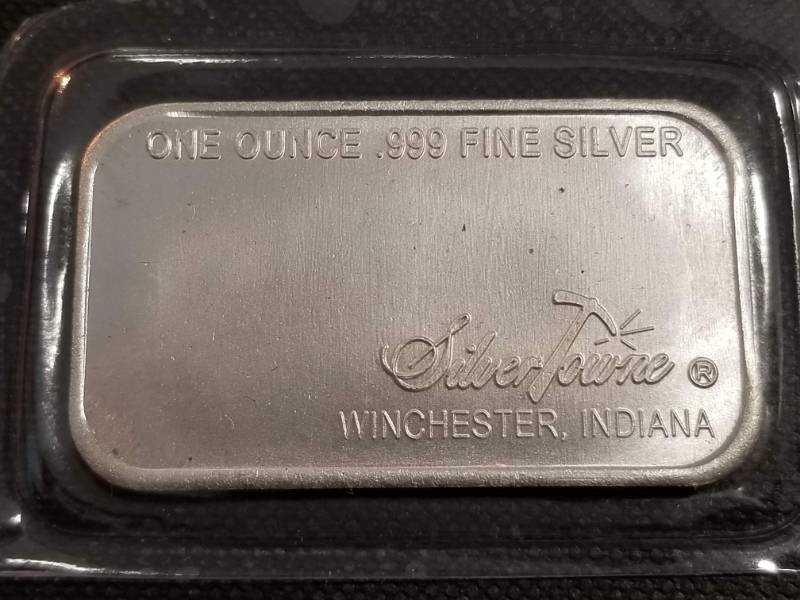 ONE OUNCE .999 FINE SILVER
SilverTowne ®
WINCHESTER, INDIANA